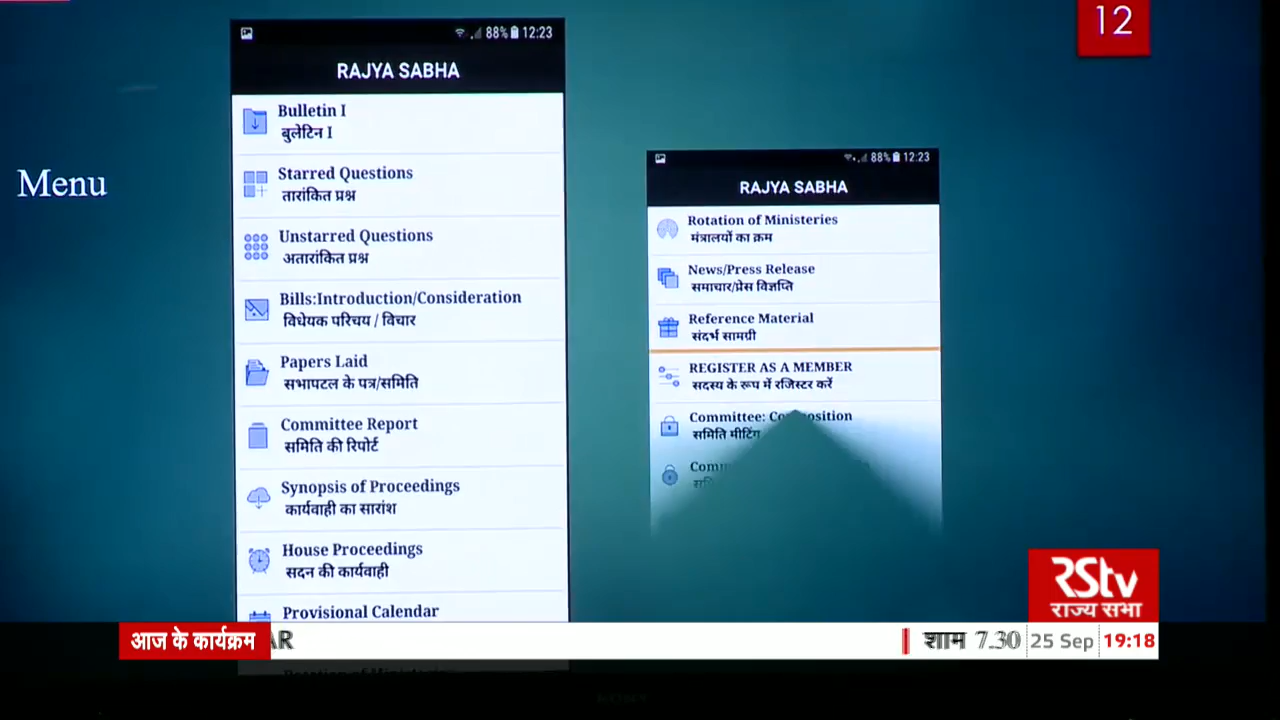 12
Menu
88% 12:23
RAJYA SABHA
Bulletin I
बुलेटिन I
Starred Questions
तारांकित प्रश्न
Unstarred Questions
अतारांकित प्रश्न
Bills:Introduction/Consideration
विधेयक परिचय / विचार
Papers Laid
सभापटल के पत्र/समिति
Committee Report
समिति की रिपोर्ट
Synopsis of Proceedings
कार्यवाही का सारांश
House Proceedings
सदन की कार्यवाही
Provisional Calendar
88% 12:23
RAJYA SABHA
Rotation of Ministeries
मंत्रालयों का क्रम
News/Press Release
समाचार/प्रेस विज्ञप्ति
Reference Material
संदर्भ सामग्री
REGISTER AS A MEMBER
सदस्य के रूप में रजिस्टर करें
Committee:
समिति मीटिंग
RStv
राज्य सभा
आज के कार्यक्रम
AR
शाम 7.30 25 Sep 19:18